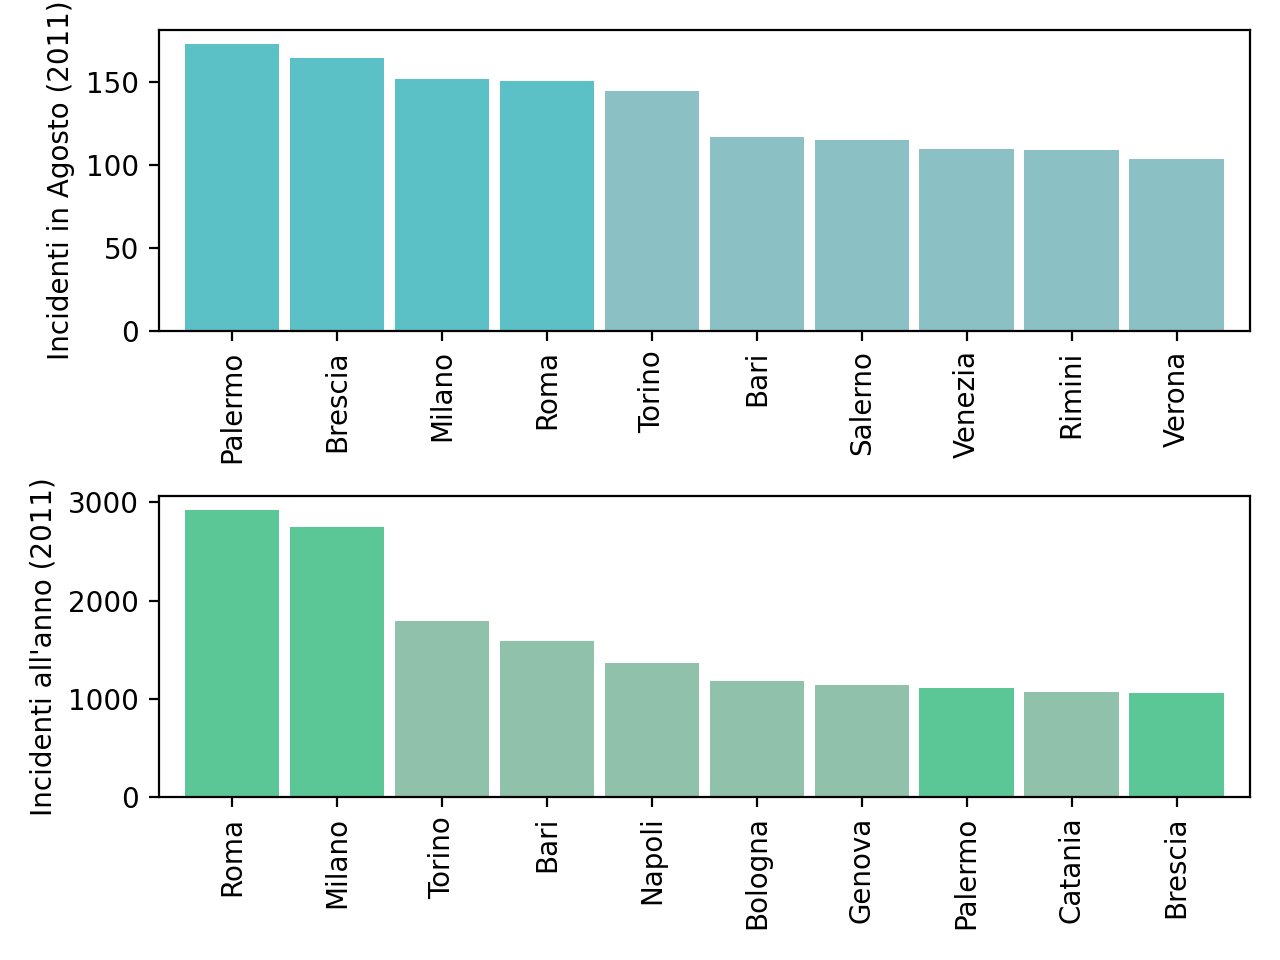 Incidenti in Agosto (2011)
150
100
50
0
Palermo
Brescia
Milano
Roma
Torino
Bari
Salerno
Venezia
Rimini
Verona
Incidenti all'anno (2011)
3000
2000
1000
0
Roma
Milano
Torino
Bari
Napoli
Bologna
Genova
Palermo
Catania
Brescia